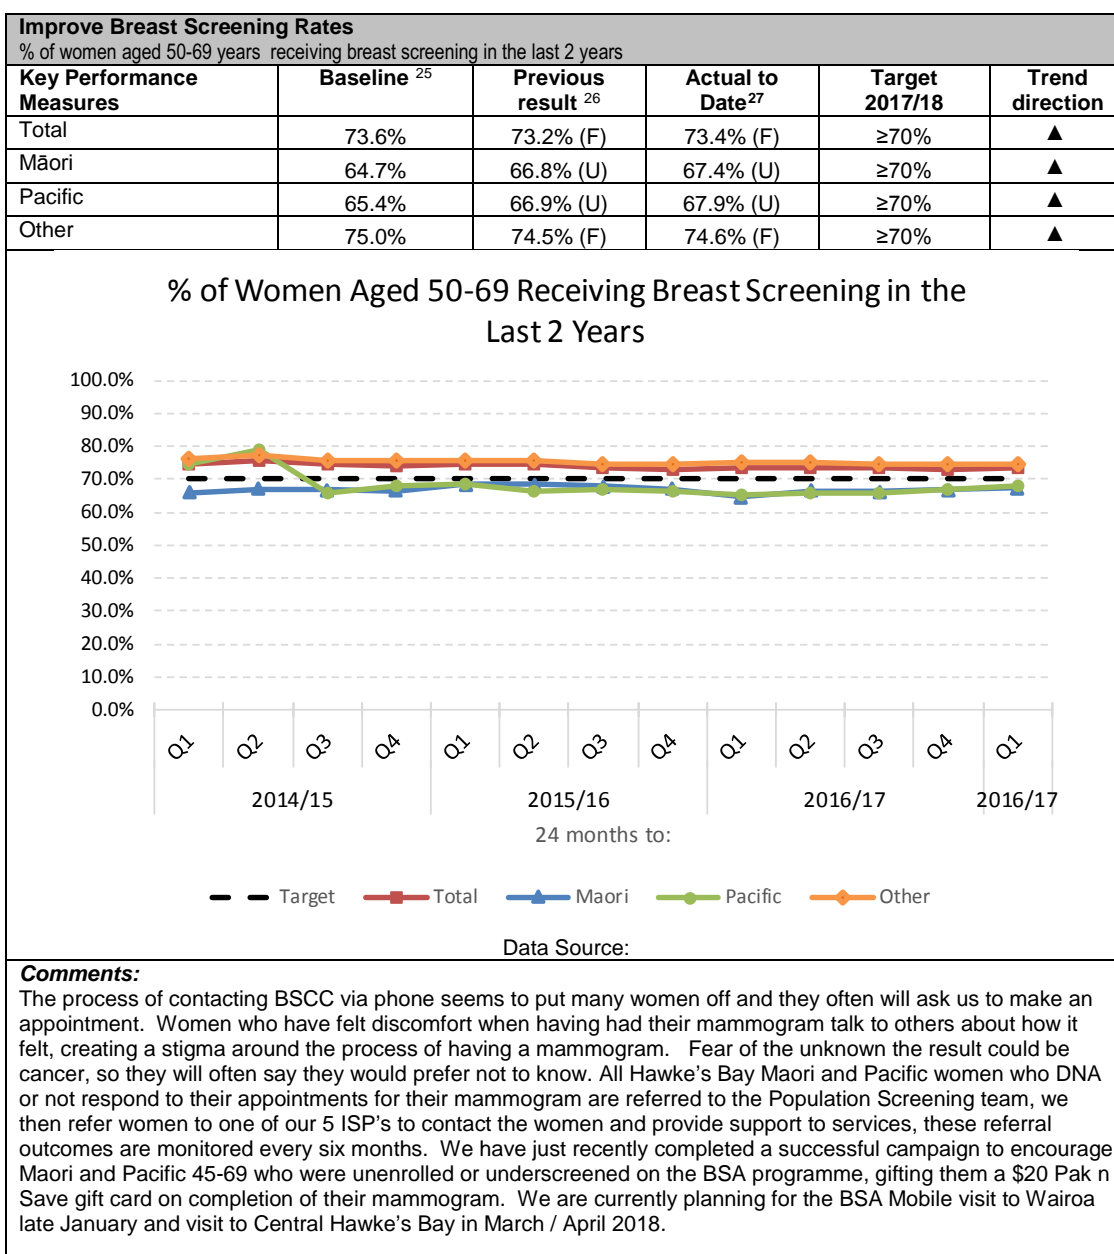 Improve Breast Screening Rates
% of women aged 50-69 years receiving breast screening in the last 2 years
Key Performance Measures Baseline 25 Previous result 26 Actual to Date27 Target 2017/18 Trend direction
Total 73.6% 73.2% (F) 73.4% (F) ≥70% ▲
Māori 64.7% 66.8% (U) 67.4% (U) ≥70% ▲
Pacific 65.4% 66.9% (U) 67.9% (U) ≥70% ▲
Other 75.0% 74.5% (F) 74.6% (F) ≥70% ▲
% of Women Aged 50-69 Receiving Breast Screening in the
Last 2 Years
100.0%
90.0%
80.0%
70.0%
60.0%
50.0%
40.0%
30.0%
20.0%
10.0%
0.0%
Q1 Q2 Q3 Q4 Q1 Q2 Q3 Q4 Q1 Q2 Q3 Q4 Q1
2014/15 2015/16 2016/17 2016/17
24 months to:
Target Total Maori Pacific Other
Data Source:
Comments:
The process of contacting BSCC via phone seems to put many women off and they often will ask us to make an
appointment. Women who have felt discomfort when having had their mammogram talk to others about how it
felt, creating a stigma around the process of having a mammogram. Fear of the unknown the result could be
cancer, so they will often say they would prefer not to know. All Hawke's Bay Maori and Pacific women who DNA
or not respond to their appointments for their mammogram are referred to the Population Screening team, we
then refer women to one of our 5 ISP's to contact the women and provide support to services, these referral
outcomes are monitored every six months. We have just recently completed a successful campaign to encourage
Maori and Pacific 45-69 who were unenrolled or underscreened on the BSA programme, gifting them a $20 Pak n
Save gift card on completion of their mammogram. We are currently planning for the BSA Mobile visit to Wairoa
late January and visit to Central Hawke's Bay in March / April 2018.